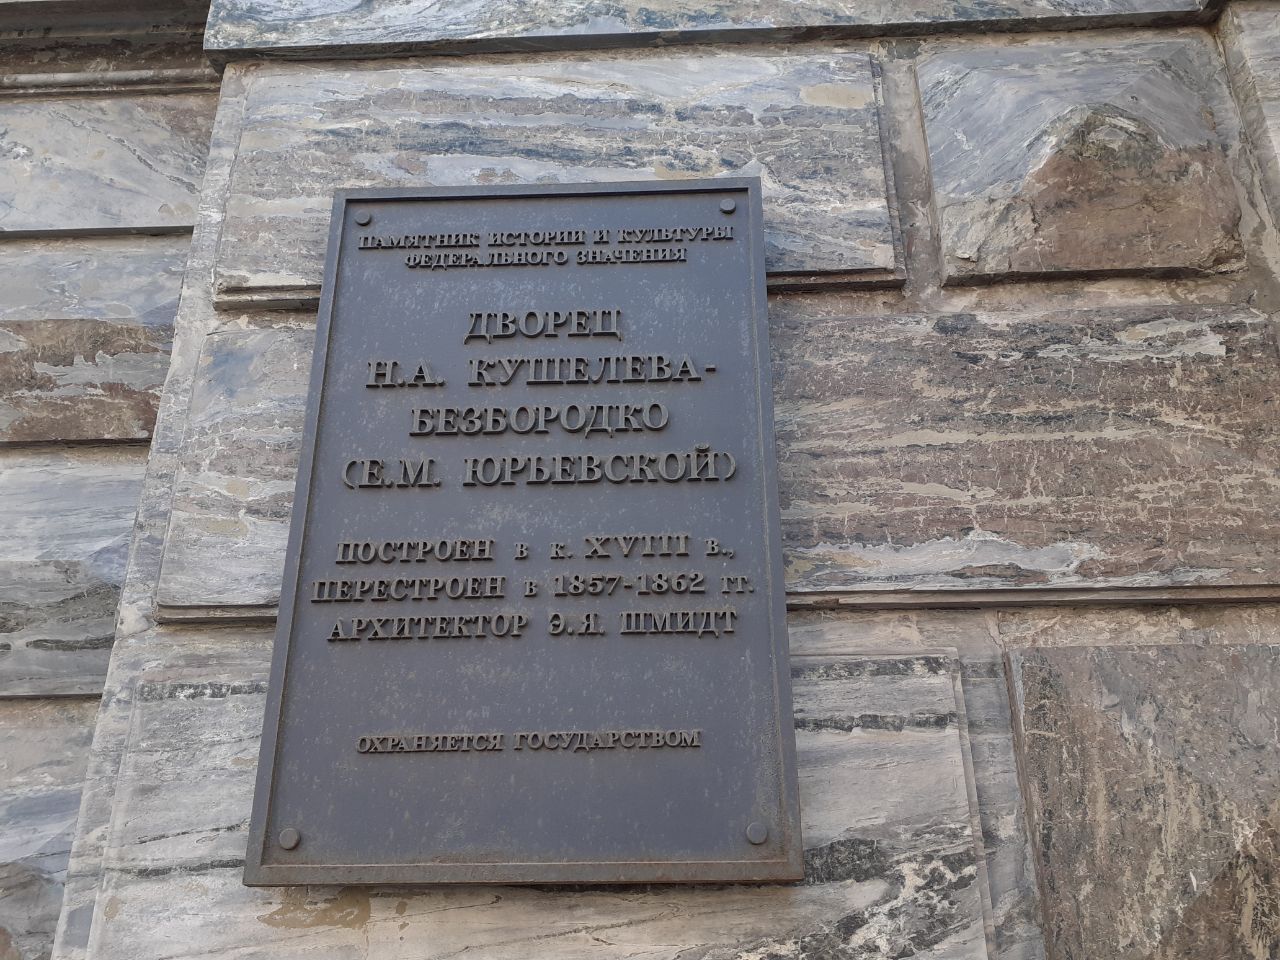 ПАМЯТНИК ИСТОРИИ И КУЛЬТУРЫ
ФЕДЕРАЛЬНОГО ЗНАЧЕНИЯ
ДВОРЕЦ
Н.А. КУШЕЛЕВА-
БЕЗБОРОДКО
(Е.М. ЮРЬЕВСКОЙ)
ПОСТРОЕН В К. XVIII В.,
ПЕРЕСТРОЕН В 1857-1862 ГГ.
АРХИТЕКТОР Э.Я. ШМИДТ
ОХРАНЯЕТСЯ ГОСУДАРСТВОМ